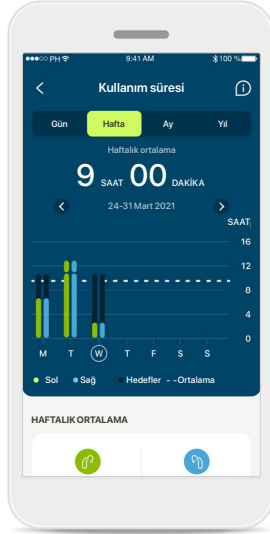 ●●●○○ PH 9:41 AM 100 %
Kullanım süresi
Gün Hafta Ay Yıl
Haftalık ortalama
9 SAAT 00 DAKİKA
24-31 Mart 2021
SAAT
16
12
8
4
0
M T W T F S S
Sol Sağ Hedefler - -Ortalama
HAFTALIK ORTALAMA